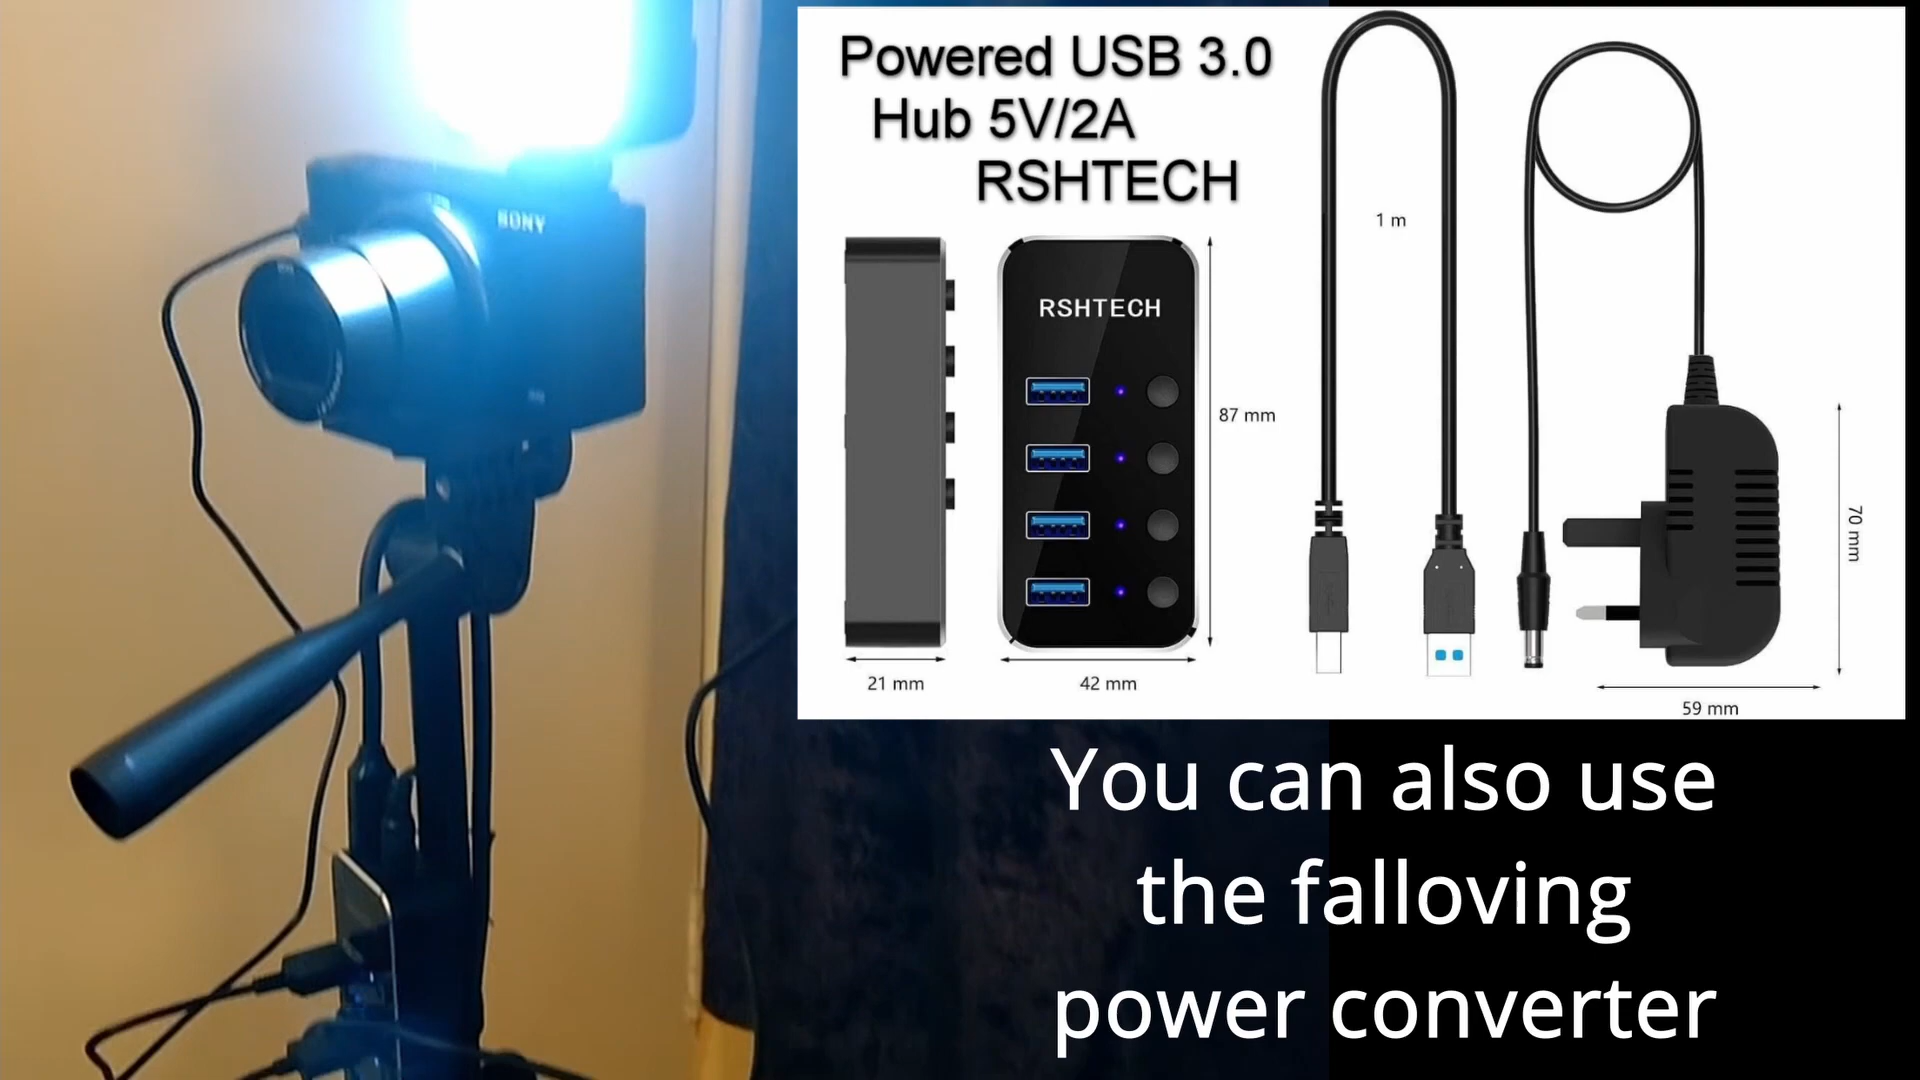 Powered USB 3.0
Hub 5V/2A
RSHTECH
SONY
1 m
RSHTECH
87 mm
70 mm
21 mm
42 mm
59 mm
You can also use
the falloving
power converter